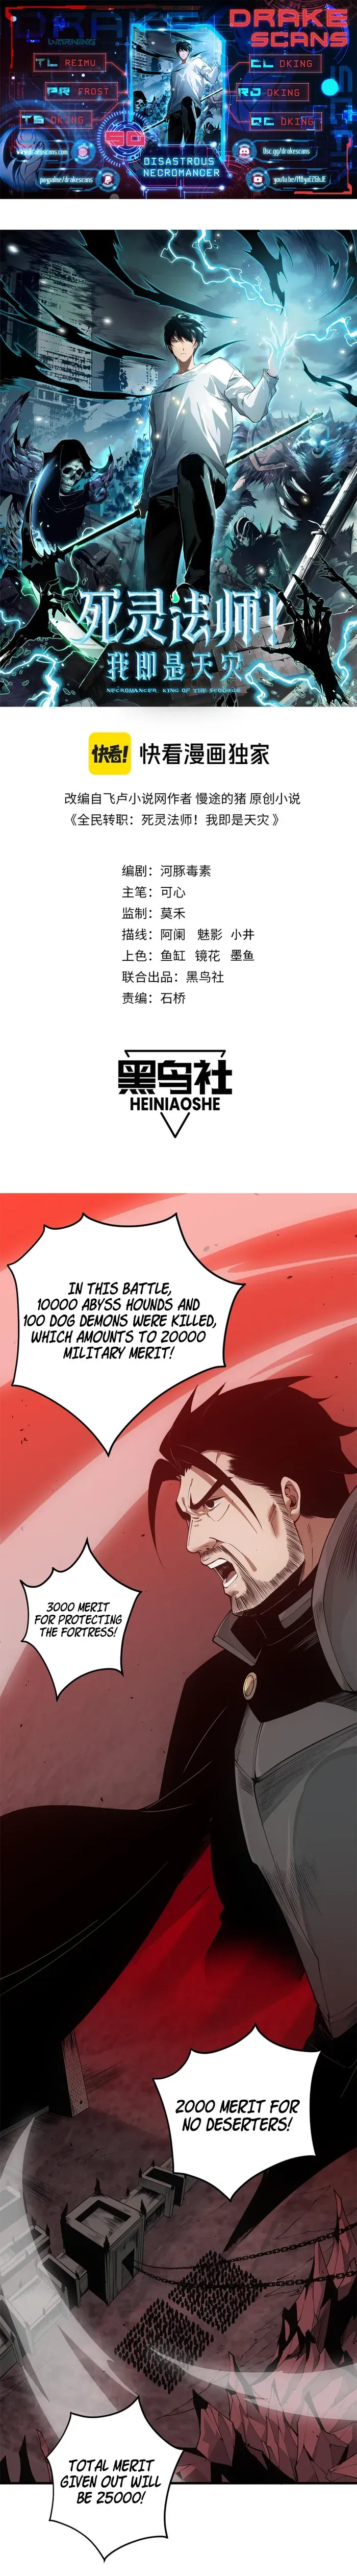 DRAKE
SCANS
TL REIMU
PR FROST
TS DKING
CL DKING
RJ DKING
QC DKING
DISASTROUS
NECROMANCER
死灵法师!
我即是天灾
NECROMANCER: KING OF THE SCOURGE
快看! 快看漫画独家
改编自飞卢小说网作者 慢途的猪 原创小说
《全民转职：死灵法师！我即是天灾 》
编剧：河豚毒素
主笔：可心
监制：莫禾
描线：阿阑 魅影 小井
上色：鱼缸 镜花 墨鱼
联合出品：黑鸟社
责编：石桥
黑鸟社
HEINIAOSHE
IN THIS BATTLE,
10000 ABYSS HOUNDS AND
100 DOG DEMONS WERE KILLED,
WHICH AMOUNTS TO 20000
MILITARY MERIT!
3000 MERIT
FOR PROTECTING
THE FORTRESS!
2000 MERIT FOR
NO DESERTERS!
TOTAL MERIT
GIVEN OUT WILL
BE 25000!